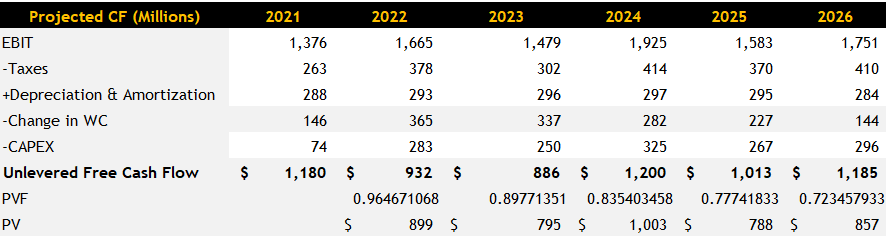 Projected CF (Millions) 2021 2022 2023 2024 2025 2026
EBIT 1,376 1,665 1,479 1,925 1,583 1,751
-Taxes 263 378 302 414 370 410
+Depreciation & Amortization 288 293 296 297 295 284
-Change in WC 146 365 337 282 227 144
-CAPEX 74 283 250 325 267 296
Unlevered Free Cash Flow $ 1,180 $ 932 $ 886 $ 1,200 $ 1,013 $ 1,185
PVF 0.964671068 0.89771351 0.835403458 0.77741833 0.723457933
PV $ 899 $ 795 $ 1,003 $ 788 $ 857